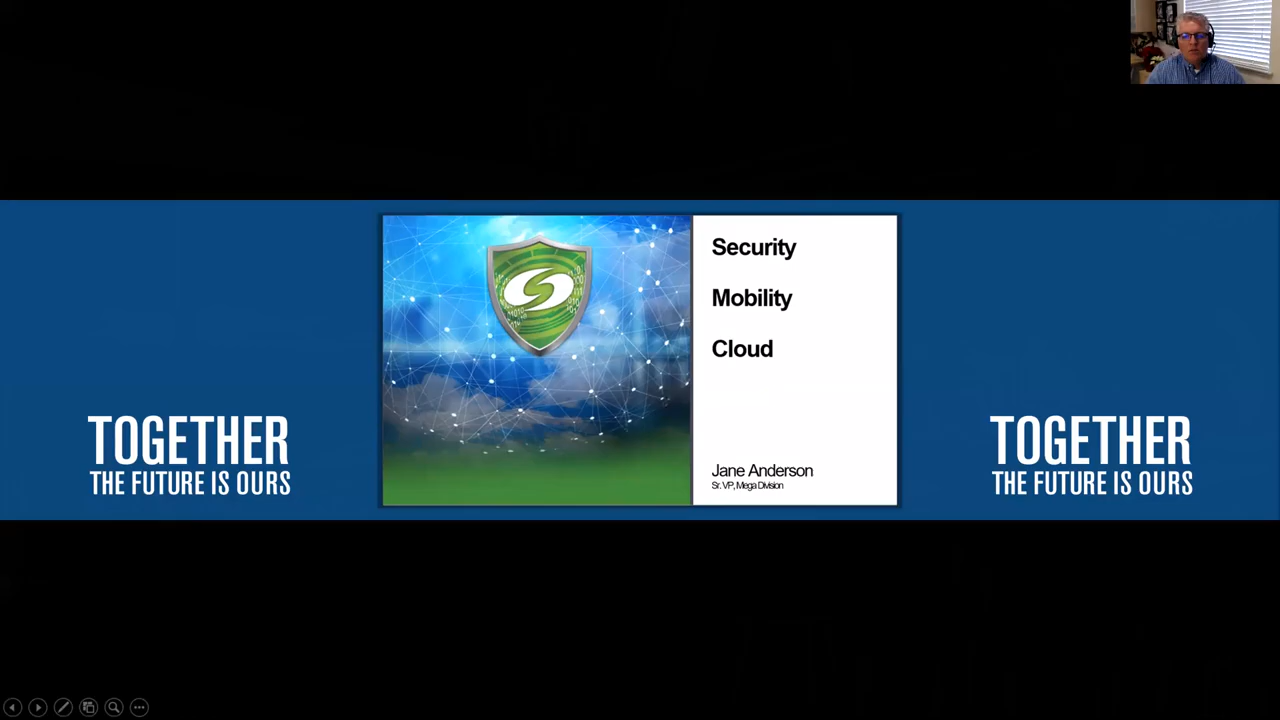 Security
Mobility
Cloud
Jane Anderson
Sr. VP, Mega Division
TOGETHER
THE FUTURE IS OURS
TOGETHER
THE FUTURE IS OURS